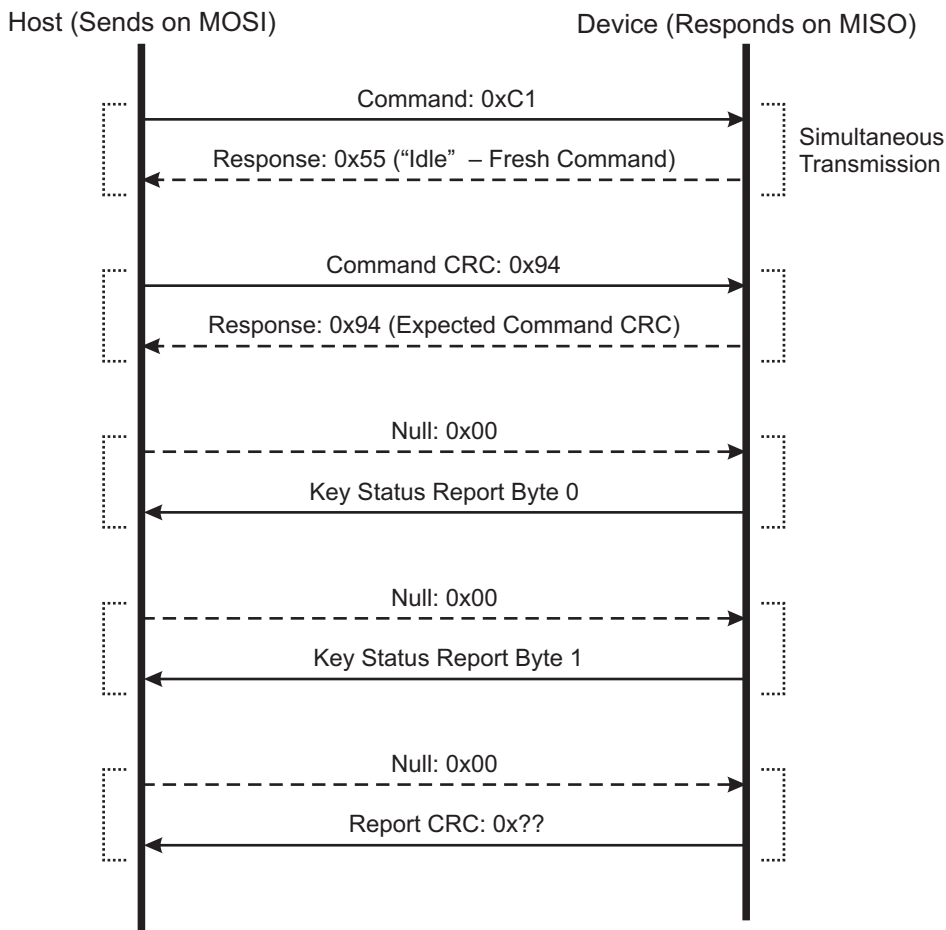 Host (Sends on MOSI)
Device (Responds on MISO)
Command: 0xC1
Simultaneous
Transmission
Response: 0x55 (“Idle” – Fresh Command)
Command CRC: 0x94
Response: 0x94 (Expected Command CRC)
Null: 0x00
Key Status Report Byte 0
Null: 0x00
Key Status Report Byte 1
Null: 0x00
Report CRC: 0x??